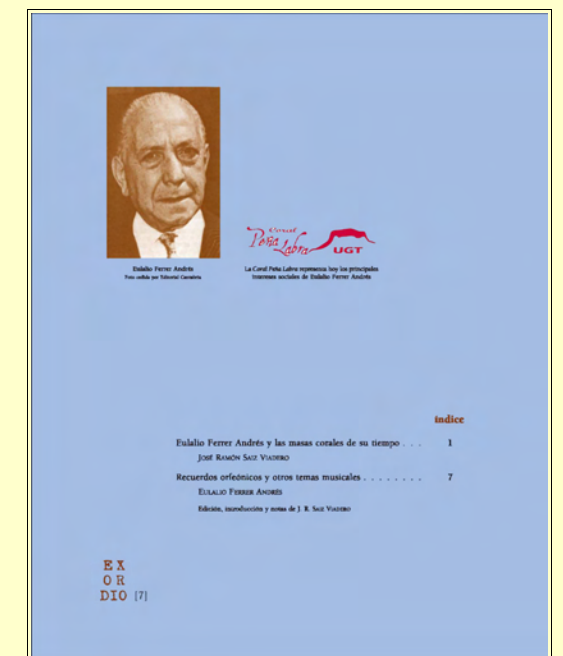 Eulalio Ferrer Andrés
Foto cedida por Editorial Cantabria
Coral
Peña Labra
UGT
La Coral Peña Labra representa hoy los principales
intereses sociales de Eulalio Ferrer Andrés
índice
Eulalio Ferrer Andrés y las masas corales de su tiempo . . . 1
José Ramón Saiz Viadero
Recuerdos orfeónicos y otros temas musicales . . . . . . . . 7
Eulalio Ferrer Andrés
Edición, introducción y notas de J. R. Saiz Viadero
EX
OR
DIO [7]